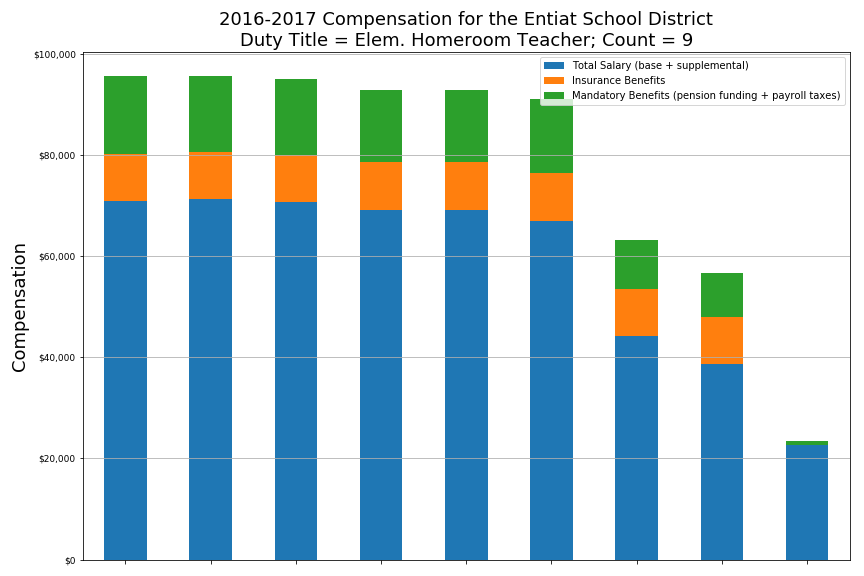 2016-2017 Compensation for the Entiat School District
Duty Title = Elem. Homeroom Teacher; Count = 9
$100,000
Total Salary (base + supplemental)
Insurance Benefits
Mandatory Benefits (pension funding + payroll taxes)
$80,000
$60,000
Compensation
$40,000
$20,000
$0